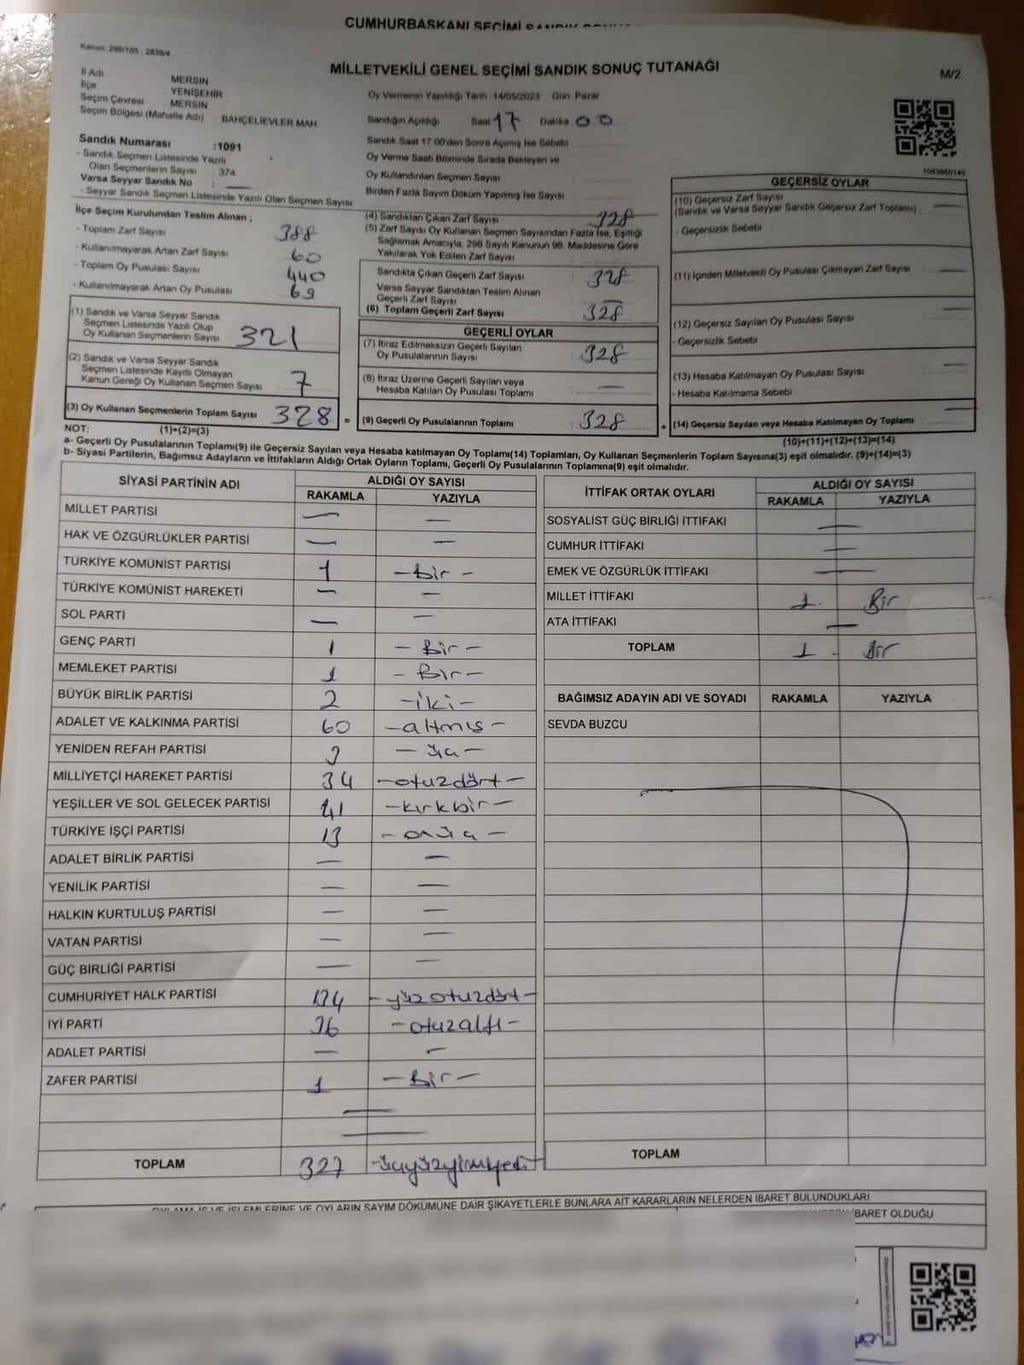 CUMHURBAŞKANI SEÇİMİ SANDIK
Kanun: 298/105 , 2839/4
MİLLETVEKİLİ GENEL SEÇİMİ SANDIK SONUÇ TUTANAĞI
M/2
İl Adı MERSİN
İlçe YENİŞEHİR
Seçim Çevresi MERSİN
Seçim Bölgesi (Mahalle Adı) BAHÇELİEVLER MAH.
Oy Vermenin Yapıldığı Tarih: 14/05/2023 Gün: Pazar
Sandığın Açıldığı Saat 17 Dakika 00
Sandık Saat 17.00'den Sonra Açılmış İse Sebebi
Oy Verme Saati Bitiminde Sırada Bekleyen ve
Oy Kullandırılan Seçmen Sayısı
Birden Fazla Sayım Döküm Yapılmış İse Sayısı
Sandık Numarası :1091
- Sandık Seçmen Listesinde Yazılı
Olan Seçmenlerin Sayısı 374
Varsa Seyyar Sandık No :
- Seyyar Sandık Seçmen Listesinde Yazılı Olan Seçmen Sayısı
İlçe Seçim Kurulundan Teslim Alınan ;
- Toplam Zarf Sayısı 388
- Kullanılmayarak Artan Zarf Sayısı 60
- Toplam Oy Pusulası Sayısı 440
- Kullanılmayarak Artan Oy Pusulası 69
(1) Sandık ve Varsa Seyyar Sandık
Seçmen Listesinde Yazılı Olup
Oy Kullanan Seçmenlerin Sayısı 321
(2) Sandık ve Varsa Seyyar Sandık
Seçmen Listesinde Kayıtlı Olmayan
Kanun Gereği Oy Kullanan Seçmen Sayısı 7
(3) Oy Kullanan Seçmenlerin Toplam Sayısı 328 =
(4) Sandıktan Çıkan Zarf Sayısı 328
(5) Zarf Sayısı Oy Kullanan Seçmen Sayısından Fazla İse, Eşitliği
Sağlamak Amacıyla, 298 Sayılı Kanunun 98. Maddesine Göre
Yakılarak Yok Edilen Zarf Sayısı
Sandıkta Çıkan Geçerli Zarf Sayısı 328
Varsa Seyyar Sandıktan Teslim Alınan
Geçerli Zarf Sayısı —
(6) Toplam Geçerli Zarf Sayısı 328
GEÇERLİ OYLAR
(7) İtiraz Edilmeksizin Geçerli Sayılan
Oy Pusulalarının Sayısı 328
(8) İtiraz Üzerine Geçerli Sayılan veya
Hesaba Katılan Oy Pusulası Toplamı —
(9) Geçerli Oy Pusulalarının Toplamı 328 +
GEÇERSİZ OYLAR
(10) Geçersiz Zarf Sayısı —
(Sandık ve Varsa Seyyar Sandık Geçersiz Zarf Toplamı)
- Geçersizlik Sebebi
(11) İçinden Milletvekili Oy Pusulası Çıkmayan Zarf Sayısı —
(12) Geçersiz Sayılan Oy Pusulası Sayısı —
- Geçersizlik Sebebi
(13) Hesaba Katılmayan Oy Pusulası Sayısı —
- Hesaba Katılmama Sebebi
(14) Geçersiz Sayılan veya Hesaba Katılmayan Oy Toplamı —
NOT: (1)+(2)=(3) (10)+(11)+(12)+(13)=(14)
a- Geçerli Oy Pusulalarının Toplamı(9) ile Geçersiz Sayılan veya Hesaba katılmayan Oy Toplamı(14) Toplamları, Oy Kullanan Seçmenlerin Toplam Sayısına(3) eşit olmalıdır. (9)+(14)=(3)
b- Siyasi Partilerin, Bağımsız Adayların ve İttifakların Aldığı Ortak Oyların Toplamı, Geçerli Oy Pusulalarının Toplamına(9) eşit olmalıdır.
SİYASİ PARTİNİN ADI ALDIĞI OY SAYISI
RAKAMLA YAZIYLA
MİLLET PARTİSİ — —
HAK VE ÖZGÜRLÜKLER PARTİSİ — —
TÜRKİYE KOMÜNİST PARTİSİ 1 -Bir-
TÜRKİYE KOMÜNİST HAREKETİ — —
SOL PARTİ — —
GENÇ PARTİ 1 -Bir-
MEMLEKET PARTİSİ 1 -Bir-
BÜYÜK BİRLİK PARTİSİ 2 -iki-
ADALET VE KALKINMA PARTİSİ 60 -altmış-
YENİDEN REFAH PARTİSİ 3 -üç-
MİLLİYETÇİ HAREKET PARTİSİ 34 -otuzdört-
YEŞİLLER VE SOL GELECEK PARTİSİ 41 -kırkbir-
TÜRKİYE İŞÇİ PARTİSİ 13 -onüç-
ADALET BİRLİK PARTİSİ — —
YENİLİK PARTİSİ — —
HALKIN KURTULUŞ PARTİSİ — —
VATAN PARTİSİ — —
GÜÇ BİRLİĞİ PARTİSİ — —
CUMHURİYET HALK PARTİSİ 134 -yüzotuzdört-
İYİ PARTİ 36 -otuzaltı-
ADALET PARTİSİ — —
ZAFER PARTİSİ 1 -Bir-
TOPLAM 327 -üçyüzyirmiyedi-
İTTİFAK ORTAK OYLARI ALDIĞI OY SAYISI
RAKAMLA YAZIYLA
SOSYALİST GÜÇ BİRLİĞİ İTTİFAKI —
CUMHUR İTTİFAKI —
EMEK VE ÖZGÜRLÜK İTTİFAKI —
MİLLET İTTİFAKI 1 Bir
ATA İTTİFAKI —
TOPLAM 1 Bir
BAĞIMSIZ ADAYIN ADI VE SOYADI RAKAMLA YAZIYLA
SEVDA BUZCU
TOPLAM
OYLAMA İŞ VE İŞLEMLERİNE VE OYLARIN SAYIM DÖKÜMÜNE DAİR ŞİKAYETLERLE BUNLARA AİT KARARLARIN NELERDEN İBARET BULUNDUKLARI
İBARET OLDUĞU